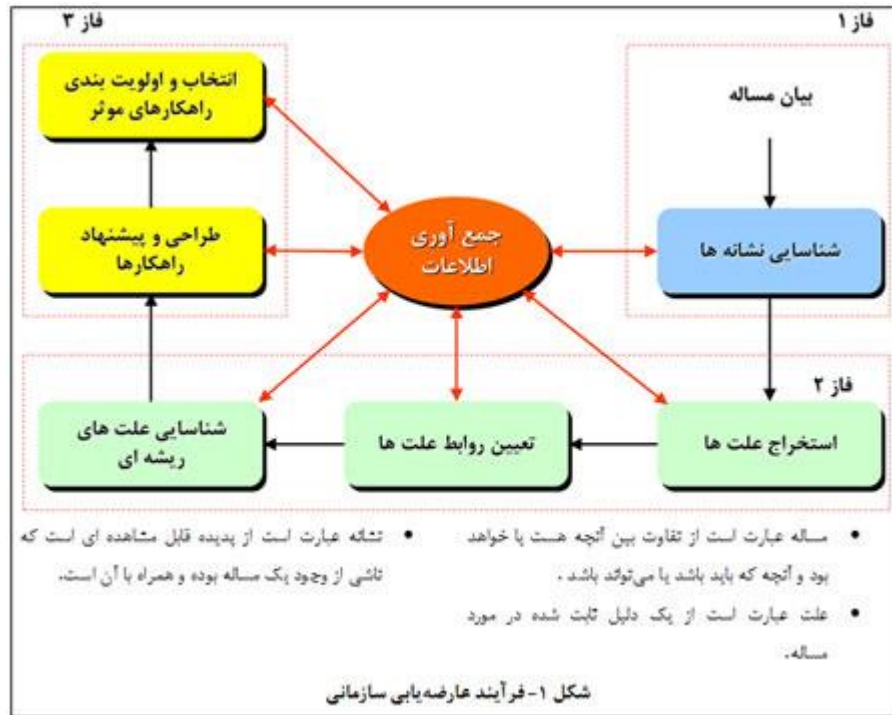 فاز ۱
فاز ۳
بیان مساله
انتخاب و اولویت بندی
راهکارهای موثر
جمع آوری
اطلاعات
شناسایی نشانه ها
طراحی و پیشنهاد
راهکارها
فاز ۲
استخراج علت ها
تعیین روابط علت ها
شناسایی علت های
ریشه ای
• مساله عبارت است از تفاوت بین آنچه هست یا خواهد
بود و آنچه که باید باشد یا می‌تواند باشد .
• علت عبارت است از یک دلیل ثابت شده در مورد
مساله.
• نشانه عبارت است از پدیده قابل مشاهده ای است که
ناشی از وجود یک مساله بوده و همراه با آن است.
شکل ۱- فرآیند عارضه‌یابی سازمانی